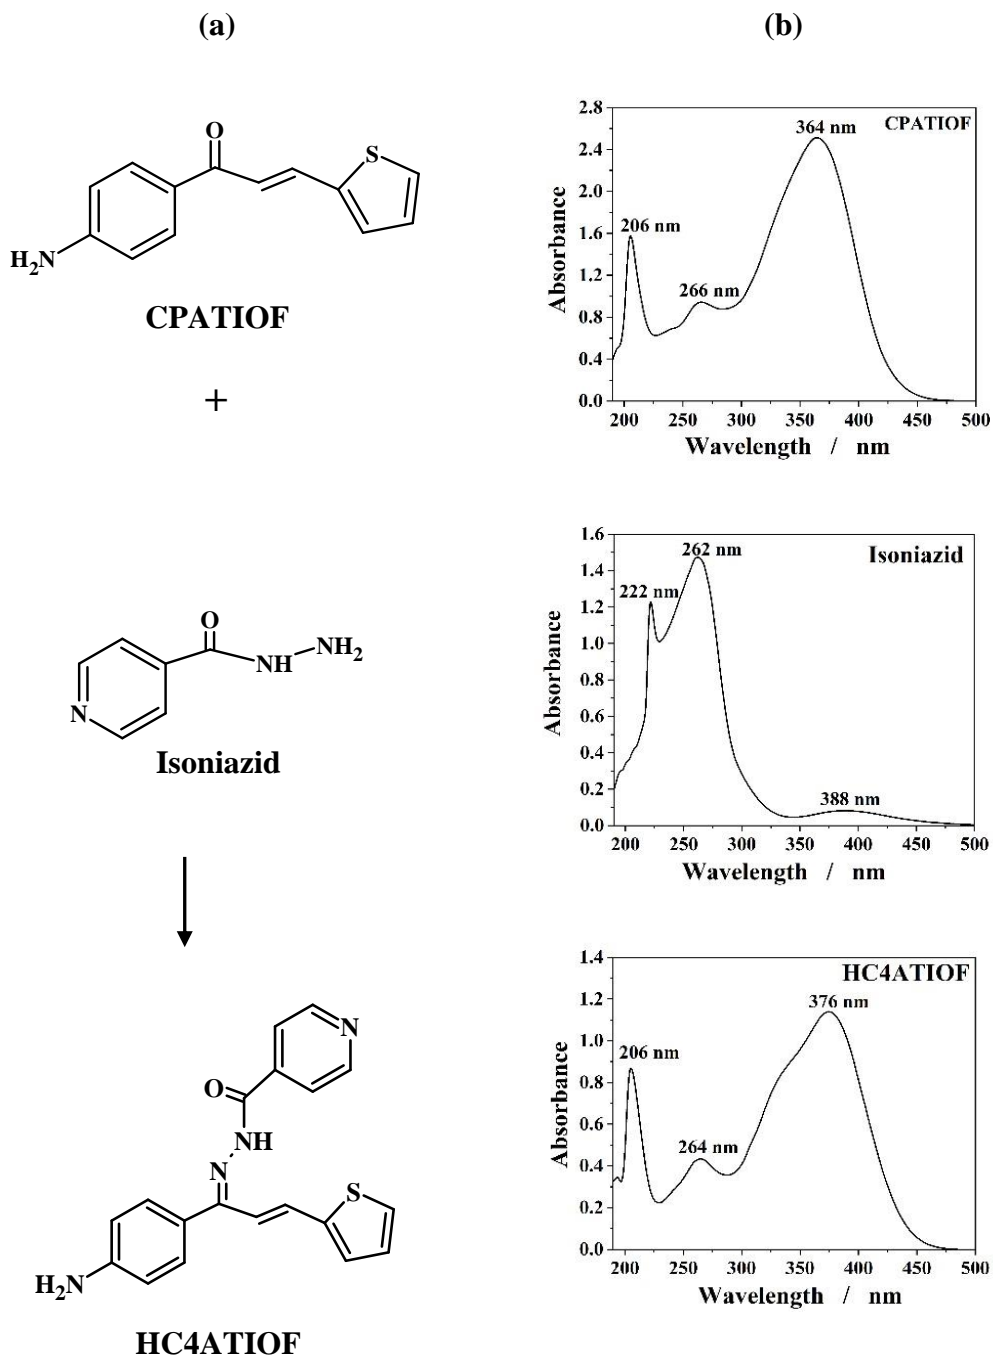 (a)
(b)
O
S
H2N
CPATIOF
+
2.8
2.4
2.0
1.6
1.2
0.8
0.4
0.0
Absorbance
364 nm
CPATIOF
206 nm
266 nm
200 250 300 350 400 450 500
Wavelength / nm
O
NH
NH2
N
Isoniazid
1.6
1.4
1.2
1.0
0.8
0.6
0.4
0.2
0.0
Absorbance
262 nm
Isoniazid
222 nm
388 nm
200 250 300 350 400 450 500
Wavelength / nm
N
O
NH
N
S
H2N
HC4ATIOF
1.4
1.2
1.0
0.8
0.6
0.4
0.2
0.0
Absorbance
HC4ATIOF
376 nm
206 nm
264 nm
200 250 300 350 400 450 500
Wavelength / nm